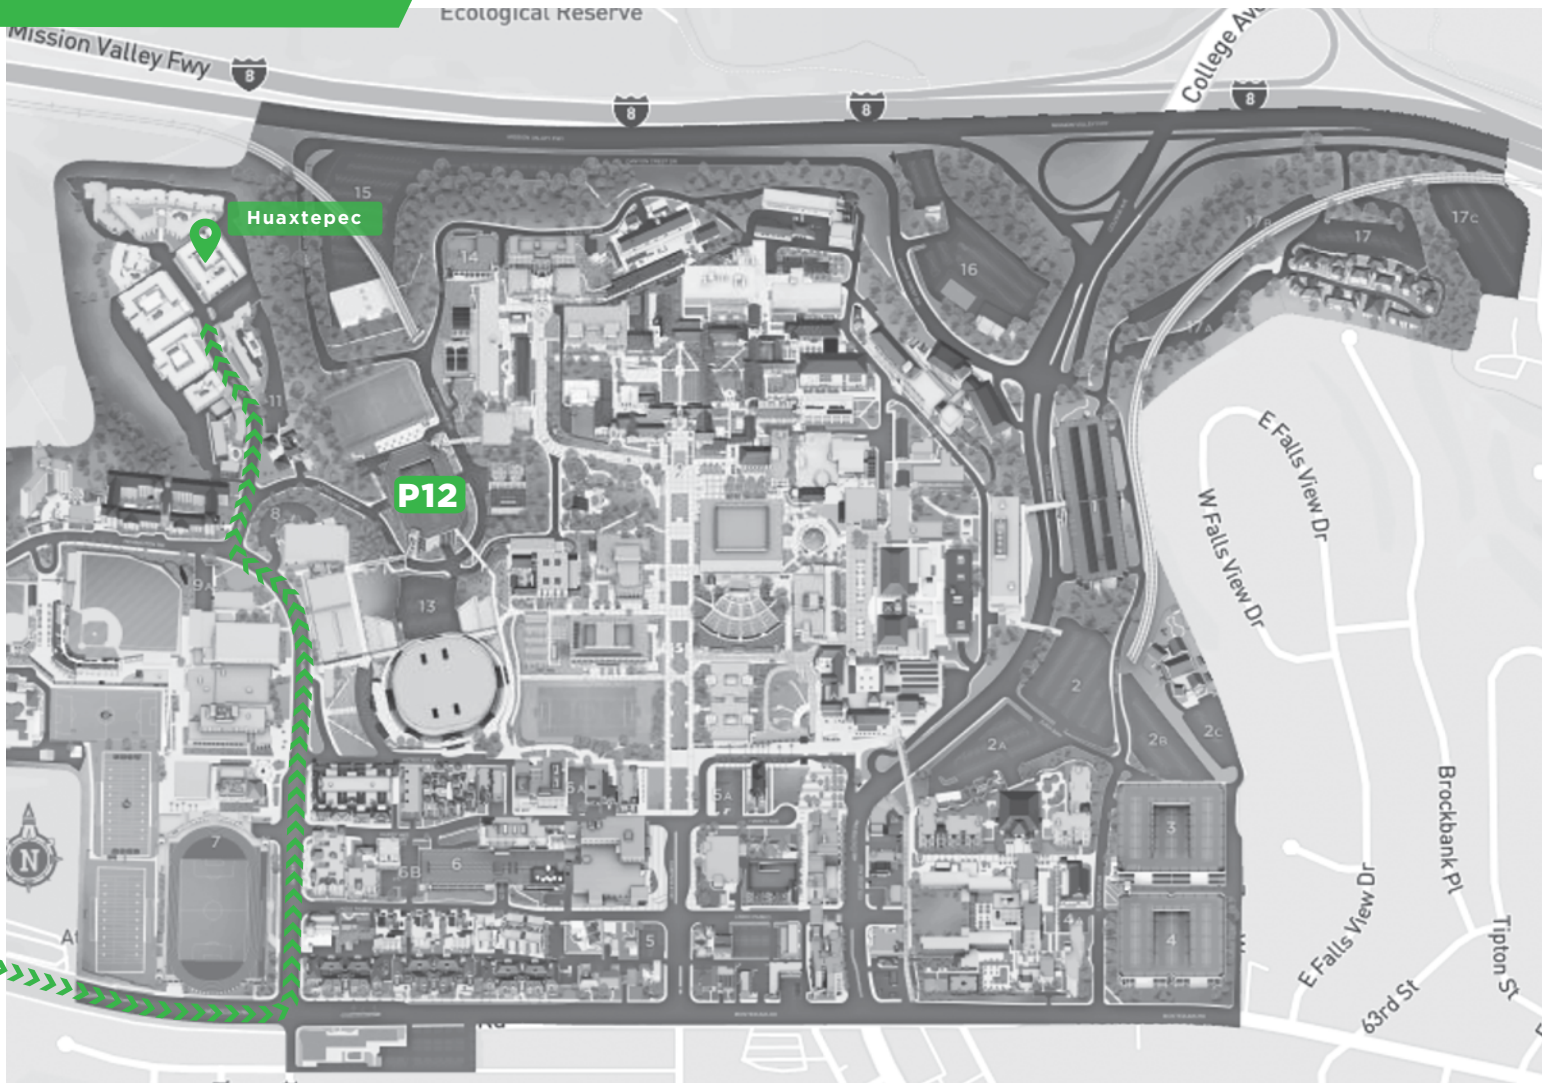 Ecological Reserve
Mission Valley Fwy
College Ave
8
8
8
8
15
Huaxtepec
17B
17
17C
14
16
17A
11
E Falls View Dr
W Falls View Dr
P12
1
8
9A
13
2
2A
2B
2C
7
6
6B
5A
3
4
5
4
N
Brockbank Pl
E Falls View Dr
63rd St
Tipton St